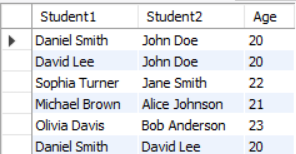 Student1 Student2 Age
Daniel Smith John Doe 20
David Lee John Doe 20
Sophia Turner Jane Smith 22
Michael Brown Alice Johnson 21
Olivia Davis Bob Anderson 23
Daniel Smith David Lee 20